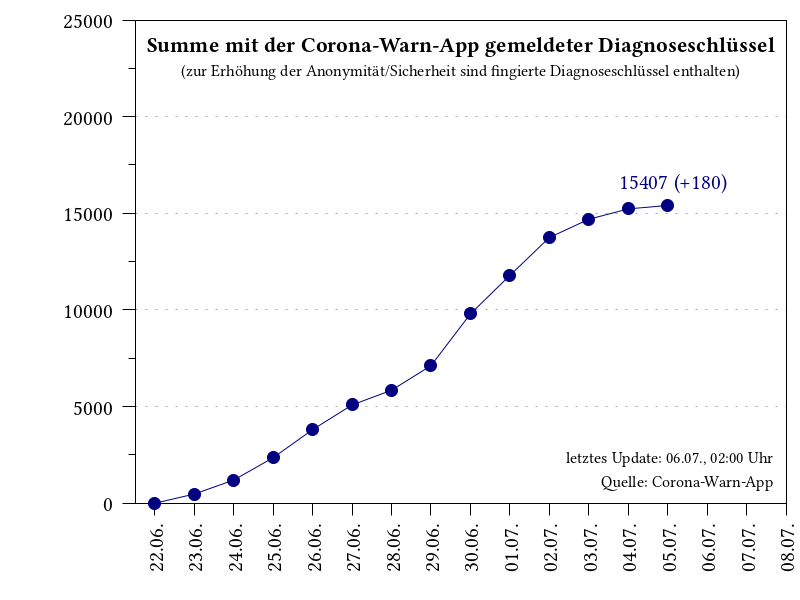 25000
Summe mit der Corona-Warn-App gemeldeter Diagnoseschlüssel
(zur Erhöhung der Anonymität/Sicherheit sind fingierte Diagnoseschlüssel enthalten)
20000
15407 (+180)
15000
10000
5000
letztes Update: 06.07., 02:00 Uhr
Quelle: Corona-Warn-App
0
22.06. 23.06. 24.06. 25.06. 26.06. 27.06. 28.06. 29.06. 30.06. 01.07. 02.07. 03.07. 04.07. 05.07. 06.07. 07.07. 08.07.